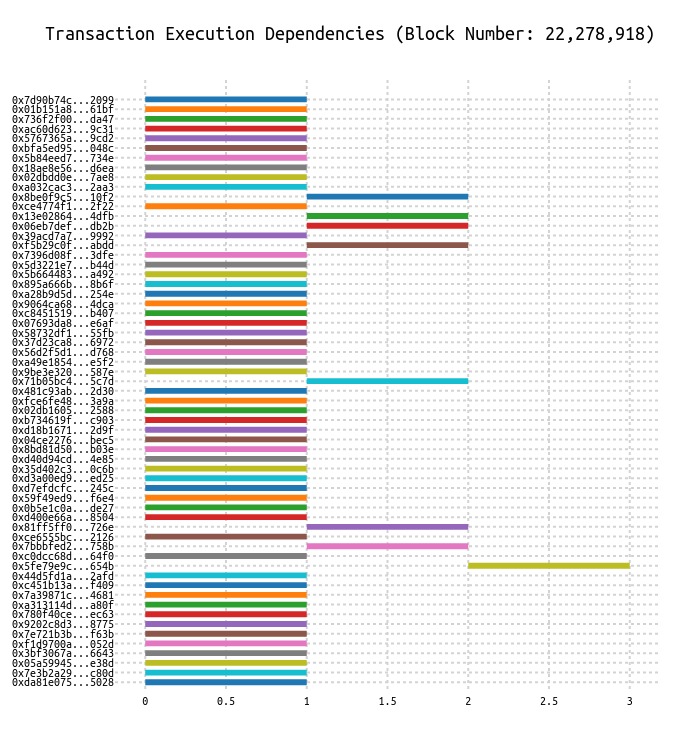 Transaction Execution Dependencies (Block Number: 22,278,918)
0x7d90b74c...2099
0x01b151a8...61bf
0x736f2f00...da47
0xac60d623...9c31
0x5767365a...9cd2
0xbfa5ed95...048c
0x5b84eed7...734e
0x18ae8e56...d6ea
0x02dbdd0e...7ae8
0xa032cac3...2aa3
0x8be0f9c5...10f2
0xce4774f1...2f22
0x13e02864...4dfb
0x06eb7def...db2b
0x39acd7a7...9992
0xf5b29c0f...abdd
0x7396d08f...3dfe
0x5d3221e7...b44d
0x5b664483...a492
0x895a666b...8b6f
0xa28b9d5d...254e
0x9064ca68...4dca
0xc8451519...b407
0x07693da8...e6af
0x58732df1...55fb
0x37d23ca8...6972
0x56d2f5d1...d768
0xa49e1854...e5f2
0x9be3e320...587e
0x71b05bc4...5c7d
0x481c93ab...2d30
0xfce6fe48...3a9a
0x02db1605...2588
0xb734619f...c903
0xd18b1671...2d9f
0x04ce2276...bec5
0x8bd81d50...b03e
0xd40d94cd...4e85
0x35d402c3...0c6b
0xd3a00ed9...ed25
0xd7efdcfc...245c
0x59f49ed9...f6e4
0x0b5e1c0a...de27
0xd400e66a...8504
0x81ff5ff0...726e
0xce6555bc...2126
0x7bbbfed2...758b
0xc0dcc68d...64f0
0x5fe79e9c...654b
0x44d5fd1a...2afd
0xc451b13a...f409
0x7a39871c...4681
0xa313114d...a80f
0x780f40ce...ec63
0x9202c8d3...8775
0x7e721b3b...f63b
0xf1d9700a...052d
0x3bf3067a...6643
0x05a59945...e38d
0x7e3b2a29...c80d
0xda81e075...5028
0 0.5 1 1.5 2 2.5 3